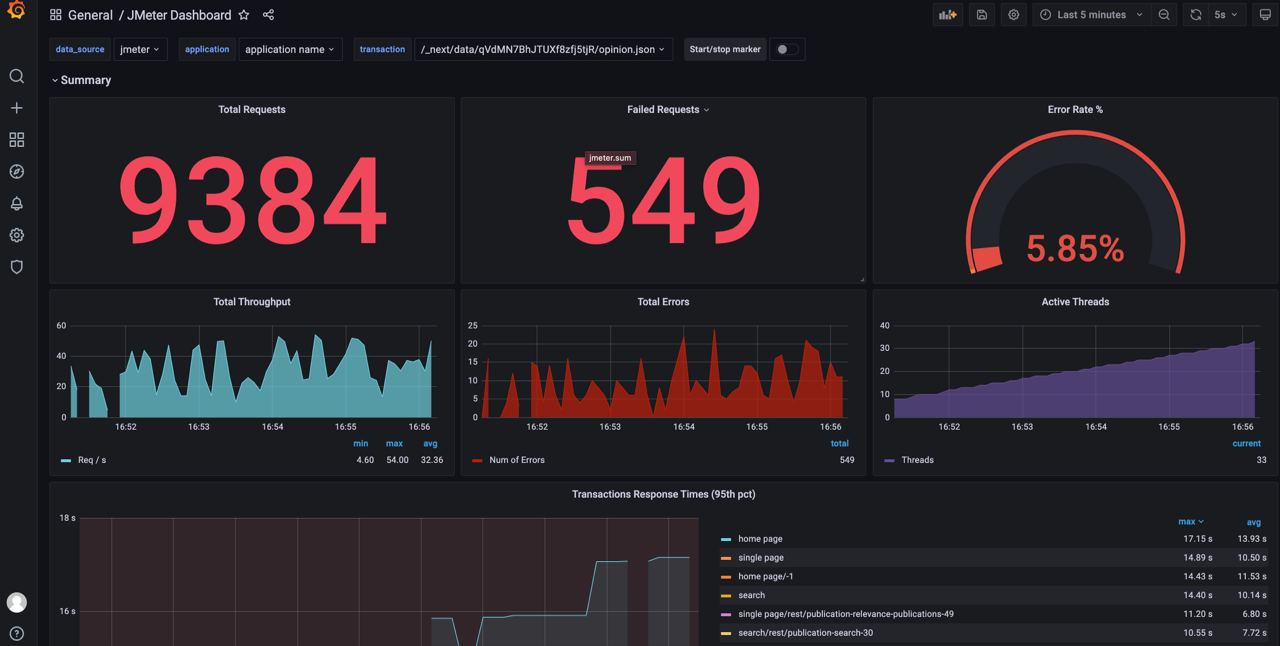 General / JMeter Dashboard
Last 5 minutes
5s
data_source jmeter application application name transaction /_next/data/qVdMN7BhJTUXf8zfj5tjR/opinion.json Start/stop marker
Summary
Total Requests
9384
Failed Requests
jmeter.sum
549
Error Rate %
5.85%
Total Throughput
60
40
20
0
16:52 16:53 16:54 16:55 16:56
min max avg
Req / s 4.60 54.00 32.36
Total Errors
25
20
15
10
5
0
16:52 16:53 16:54 16:55 16:56
total
Num of Errors 549
Active Threads
40
30
20
10
0
16:52 16:53 16:54 16:55 16:56
current
Threads 33
Transactions Response Times (95th pct)
18 s
16 s
max avg
home page 17.15 s 13.93 s
single page 14.89 s 10.50 s
home page/-1 14.43 s 11.53 s
search 14.40 s 10.14 s
single page/rest/publication-relevance-publications-49 11.20 s 6.80 s
search/rest/publication-search-30 10.55 s 7.72 s